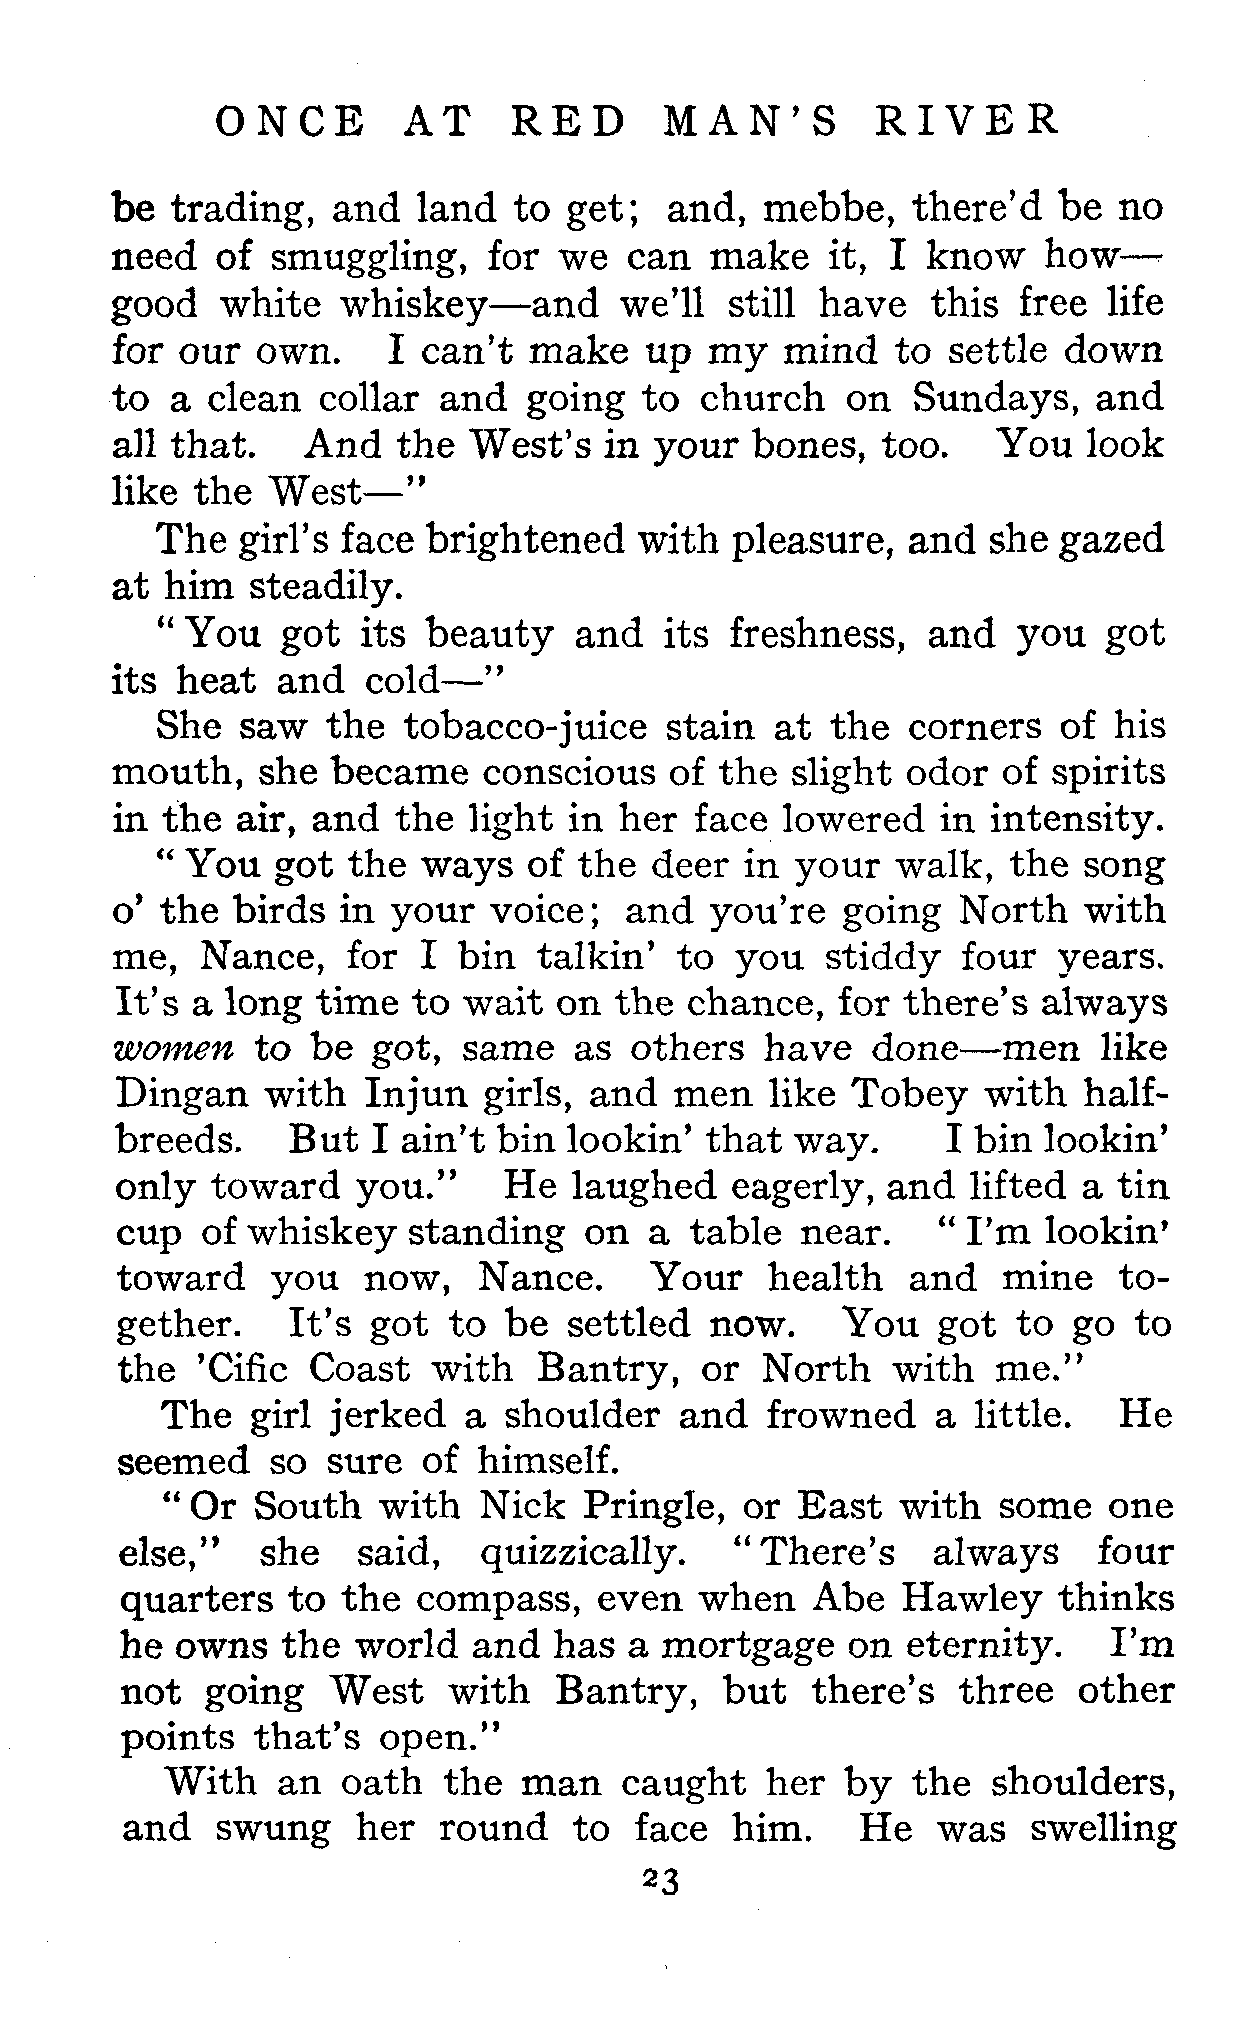 ONCE AT RED MAN'S RIVER
be trading, and land to get; and, mebbe, there'd be no
need of smuggling, for we can make it, I know how—
good white whiskey—and we'll still have this free life
for our own. I can't make up my mind to settle down
to a clean collar and going to church on Sundays, and
all that. And the West's in your bones, too. You look
like the West—"
The girl's face brightened with pleasure, and she gazed
at him steadily.
"You got its beauty and its freshness, and you got
its heat and cold—"
She saw the tobacco-juice stain at the corners of his
mouth, she became conscious of the slight odor of spirits
in the air, and the light in her face lowered in intensity.
"You got the ways of the deer in your walk, the song
o' the birds in your voice; and you're going North with
me, Nance, for I bin talkin' to you stiddy four years.
It's a long time to wait on the chance, for there's always
women to be got, same as others have done—men like
Dingan with Injun girls, and men like Tobey with half-
breeds. But I ain't bin lookin' that way. I bin lookin'
only toward you." He laughed eagerly, and lifted a tin
cup of whiskey standing on a table near. "I'm lookin'
toward you now, Nance. Your health and mine to-
gether. It's got to be settled now. You got to go to
the 'Cific Coast with Bantry, or North with me."
The girl jerked a shoulder and frowned a little. He
seemed so sure of himself.
"Or South with Nick Pringle, or East with some one
else," she said, quizzically. "There's always four
quarters to the compass, even when Abe Hawley thinks
he owns the world and has a mortgage on eternity. I'm
not going West with Bantry, but there's three other
points that's open."
With an oath the man caught her by the shoulders,
and swung her round to face him. He was swelling
23